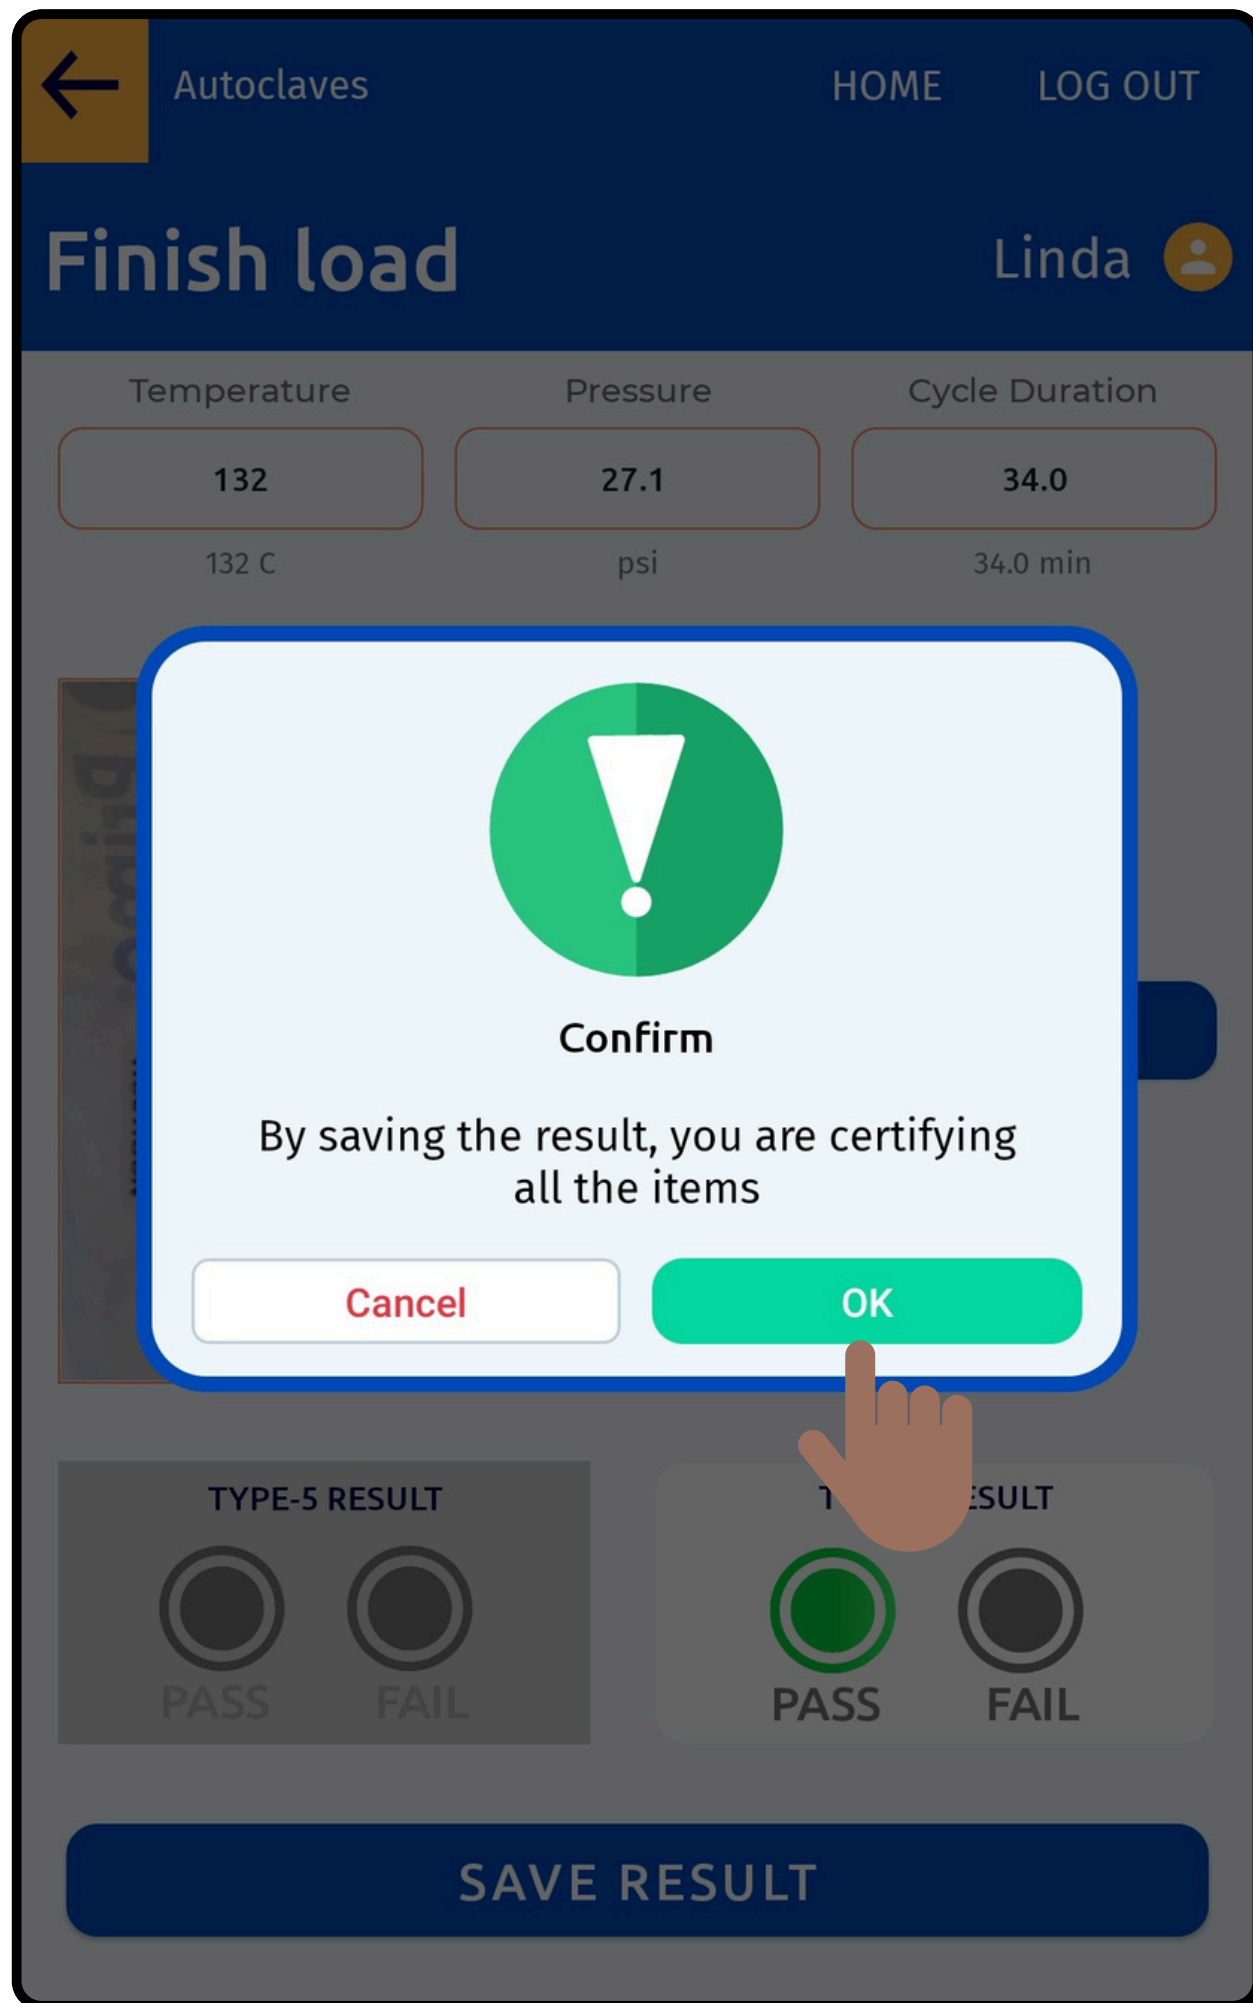 Autoclaves HOME LOG OUT
Finish load Linda
Temperature Pressure Cycle Duration
132 27.1 34.0
132 C psi 34.0 min
Confirm
By saving the result, you are certifying
all the items
Cancel OK
TYPE-5 RESULT
PASS FAIL
PASS FAIL
SAVE RESULT